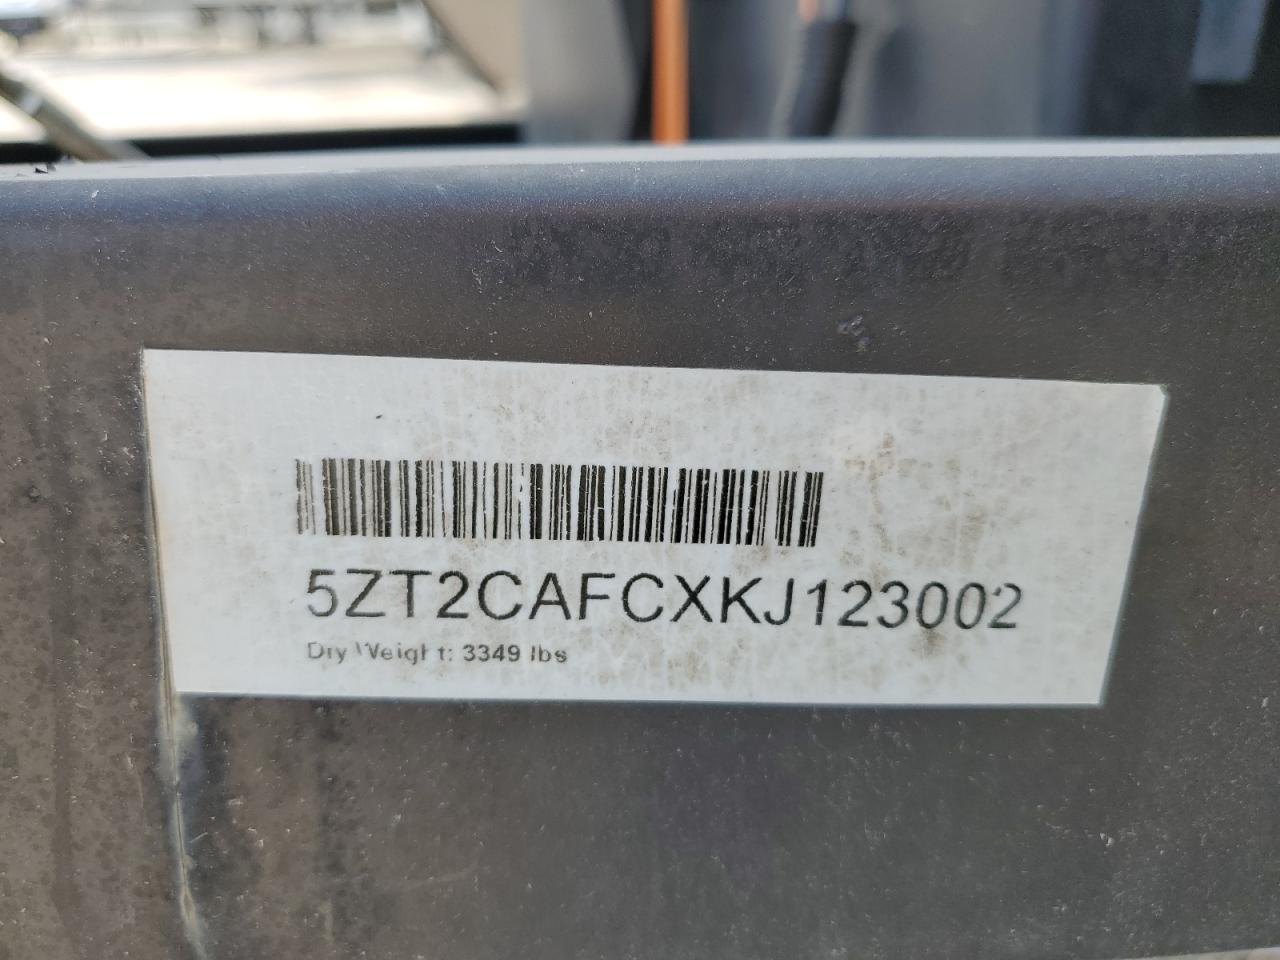 5ZT2CAFCXKJ123002
Dry Weight: 3349 lbs